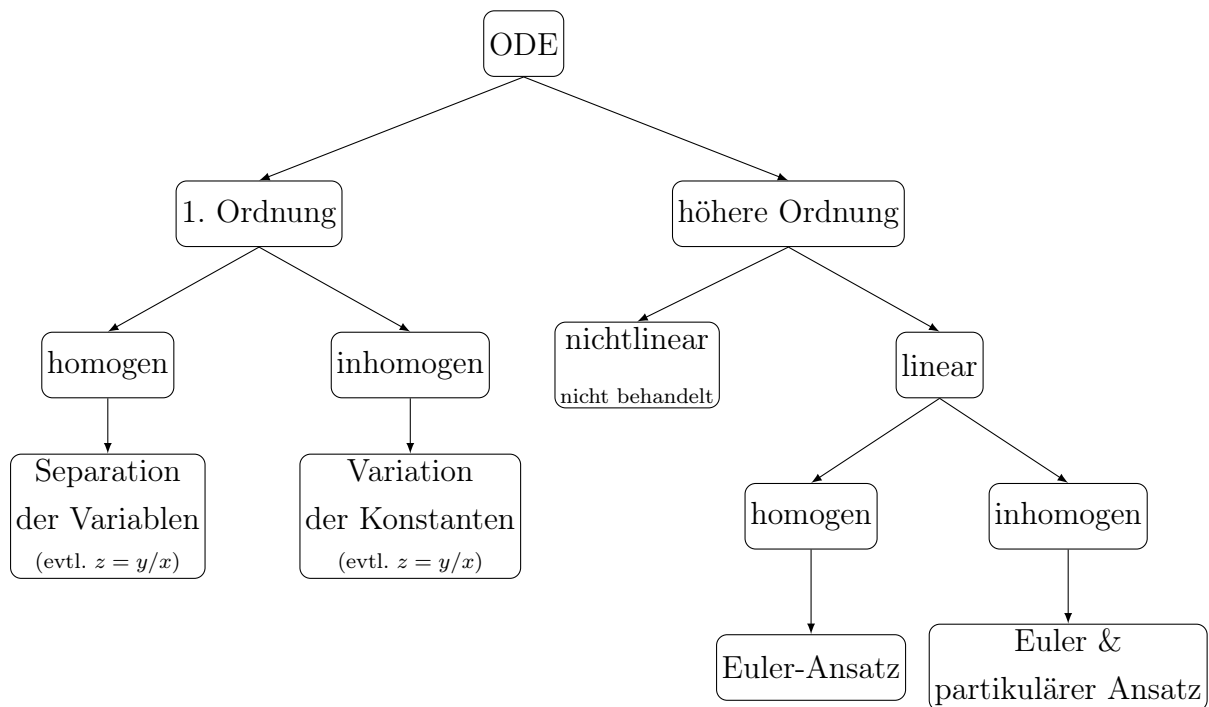 ODE
1. Ordnung
höhere Ordnung
homogen
inhomogen
nichtlinear
nicht behandelt
linear
Separation
der Variablen
(evtl. z = y/x)
Variation
der Konstanten
(evtl. z = y/x)
homogen
inhomogen
Euler-Ansatz
Euler &
partikulärer Ansatz